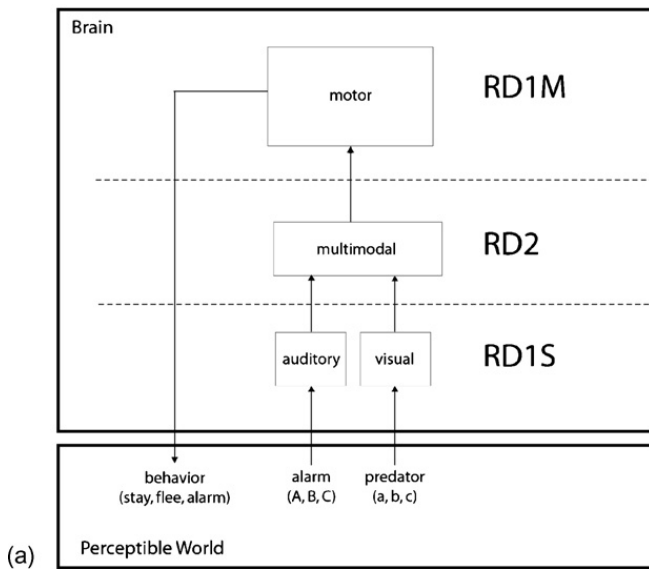 Brain
motor
RD1M
multimodal
RD2
auditory
visual
RD1S
behavior
(stay, flee, alarm)
alarm
(A, B, C)
predator
(a, b, c)
(a)
Perceptible World